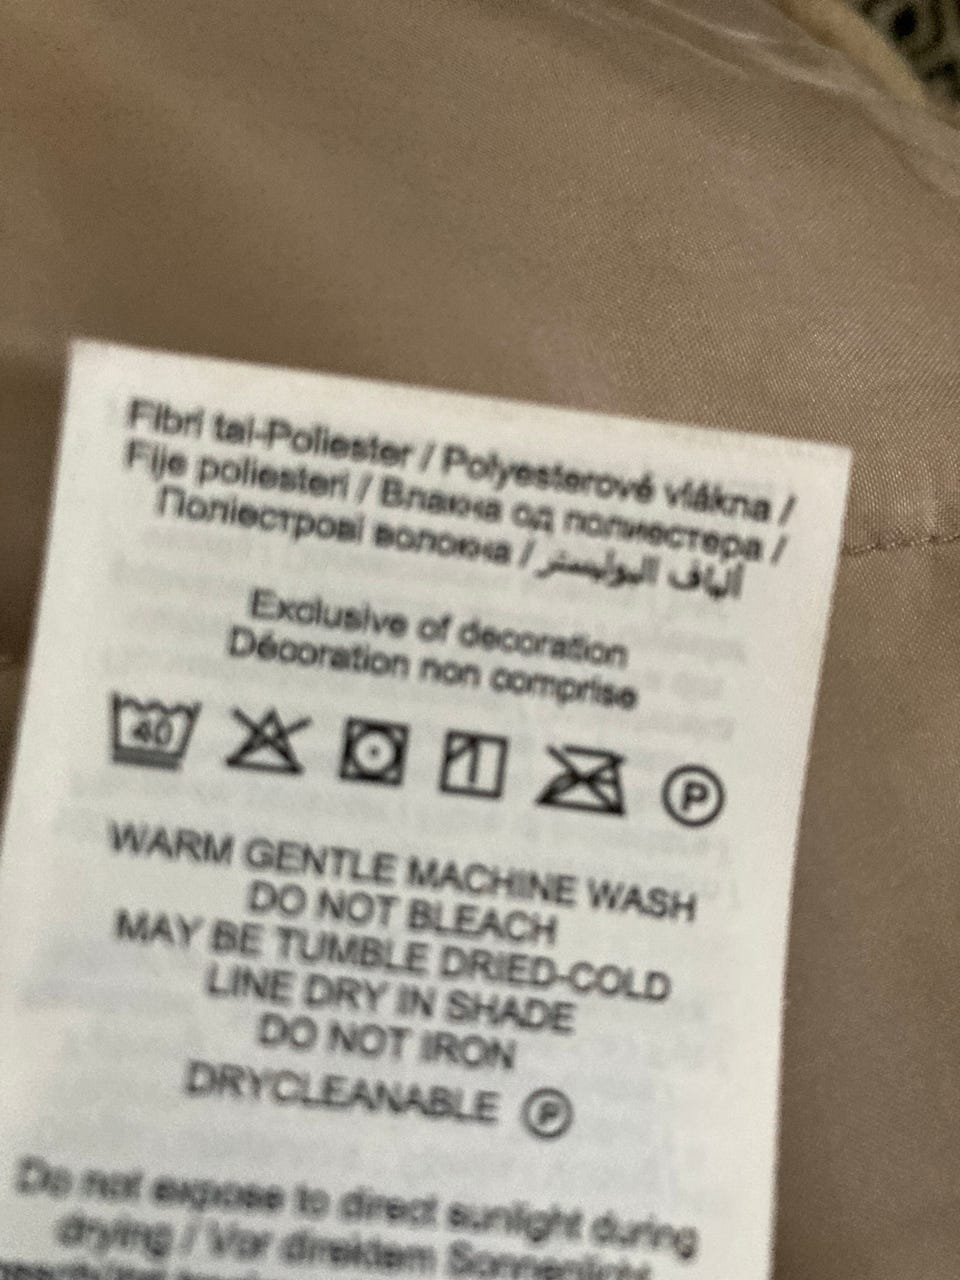 Fibri tal-Poliester / Polyesterové vlákna /
Fije poliesteri / Влакна од полиестера /
Поліестрові волокна / ألياف البوليستر
Exclusive of decoration
Décoration non comprise
40
P
WARM GENTLE MACHINE WASH
DO NOT BLEACH
MAY BE TUMBLE DRIED-COLD
LINE DRY IN SHADE
DO NOT IRON
DRYCLEANABLE P
Do not expose to direct sunlight during
drying / Vor direktem Sonnenlicht